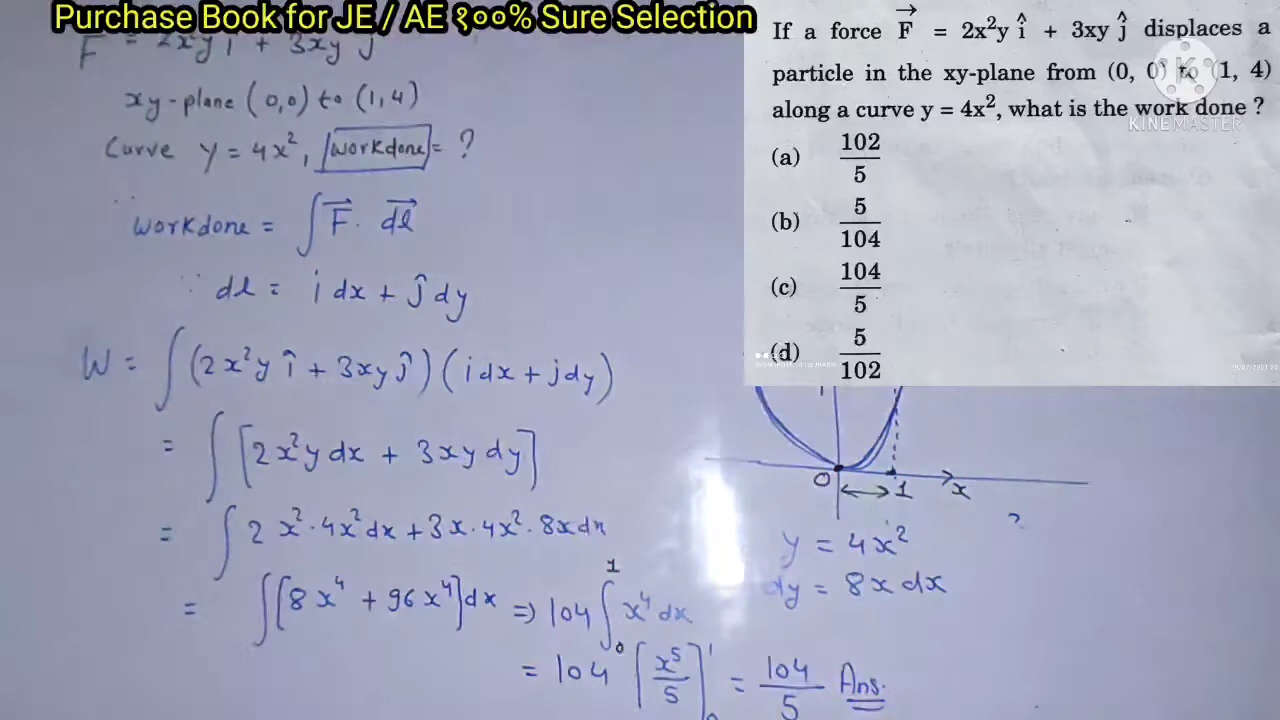 Purchase Book for JE / AE १००% Sure Selection
F = 2x²y î + 3xy ĵ
xy-plane (0,0) to (1,4)
Curve y = 4x², workdone = ?
∵ workdone = ∫ F⃗ · dl⃗
∵ dl = i dx + ĵ dy
W = ∫ (2x²y î + 3xy ĵ) (i dx + j dy)
= ∫ [2x²y dx + 3xy dy]
= ∫ 2 x² · 4x² dx + 3x · 4x² · 8x dx
= ∫ [8x⁴ + 96x⁴] dx ⇒ 104 ∫₀¹ x⁴ dx
= 104 [x⁵/5]₀¹ = 104/5 Ans.
If a force F⃗ = 2x²y î + 3xy ĵ displaces a
particle in the xy-plane from (0, 0) to (1, 4)
along a curve y = 4x², what is the work done ?
KINEMASTER
(a) 102/5
(b) 5/104
(c) 104/5
(d) 5/102
O 1 x
y = 4x²
dy = 8x dx